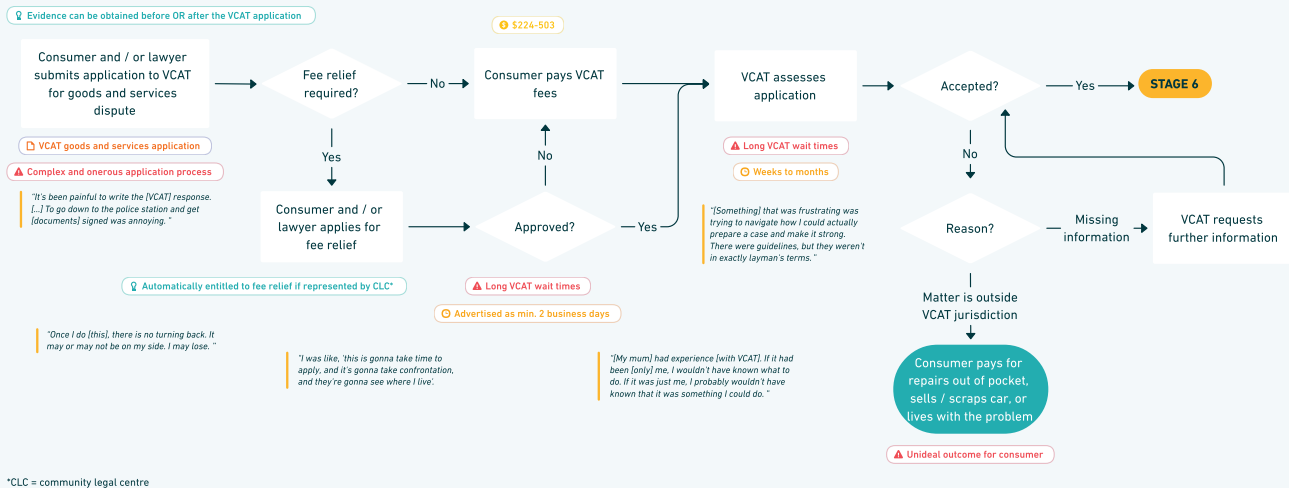 Evidence can be obtained before OR after the VCAT application
Consumer and / or lawyer
submits application to VCAT
for goods and services
dispute
VCAT goods and services application
Complex and onerous application process
"It's been painful to write the [VCAT] response.
[...] To go down to the police station and get
[documents] signed was annoying. "
Fee relief
required?
No
Yes
$224-503
Consumer pays VCAT
fees
Consumer and / or
lawyer applies for
fee relief
Automatically entitled to fee relief if represented by CLC*
No
Approved?
Yes
Long VCAT wait times
Advertised as min. 2 business days
VCAT assesses
application
Long VCAT wait times
Weeks to months
"[Something] that was frustrating was
trying to navigate how I could actually
prepare a case and make it strong.
There were guidelines, but they weren't
in exactly layman's terms. "
Accepted?
Yes
STAGE 6
No
Reason?
Missing
information
VCAT requests
further information
Matter is outside
VCAT jurisdiction
Consumer pays for
repairs out of pocket,
sells / scraps car, or
lives with the problem
Unideal outcome for consumer
"Once I do [this], there is no turning back. It
may or may not be on my side. I may lose. "
"I was like, 'this is gonna take time to
apply, and it's gonna take confrontation,
and they're gonna see where I live'.
"[My mum] had experience [with VCAT]. If it had
been [only] me, I wouldn't have known what to
do. If it was just me, I probably wouldn't have
known that it was something I could do. "
*CLC = community legal centre